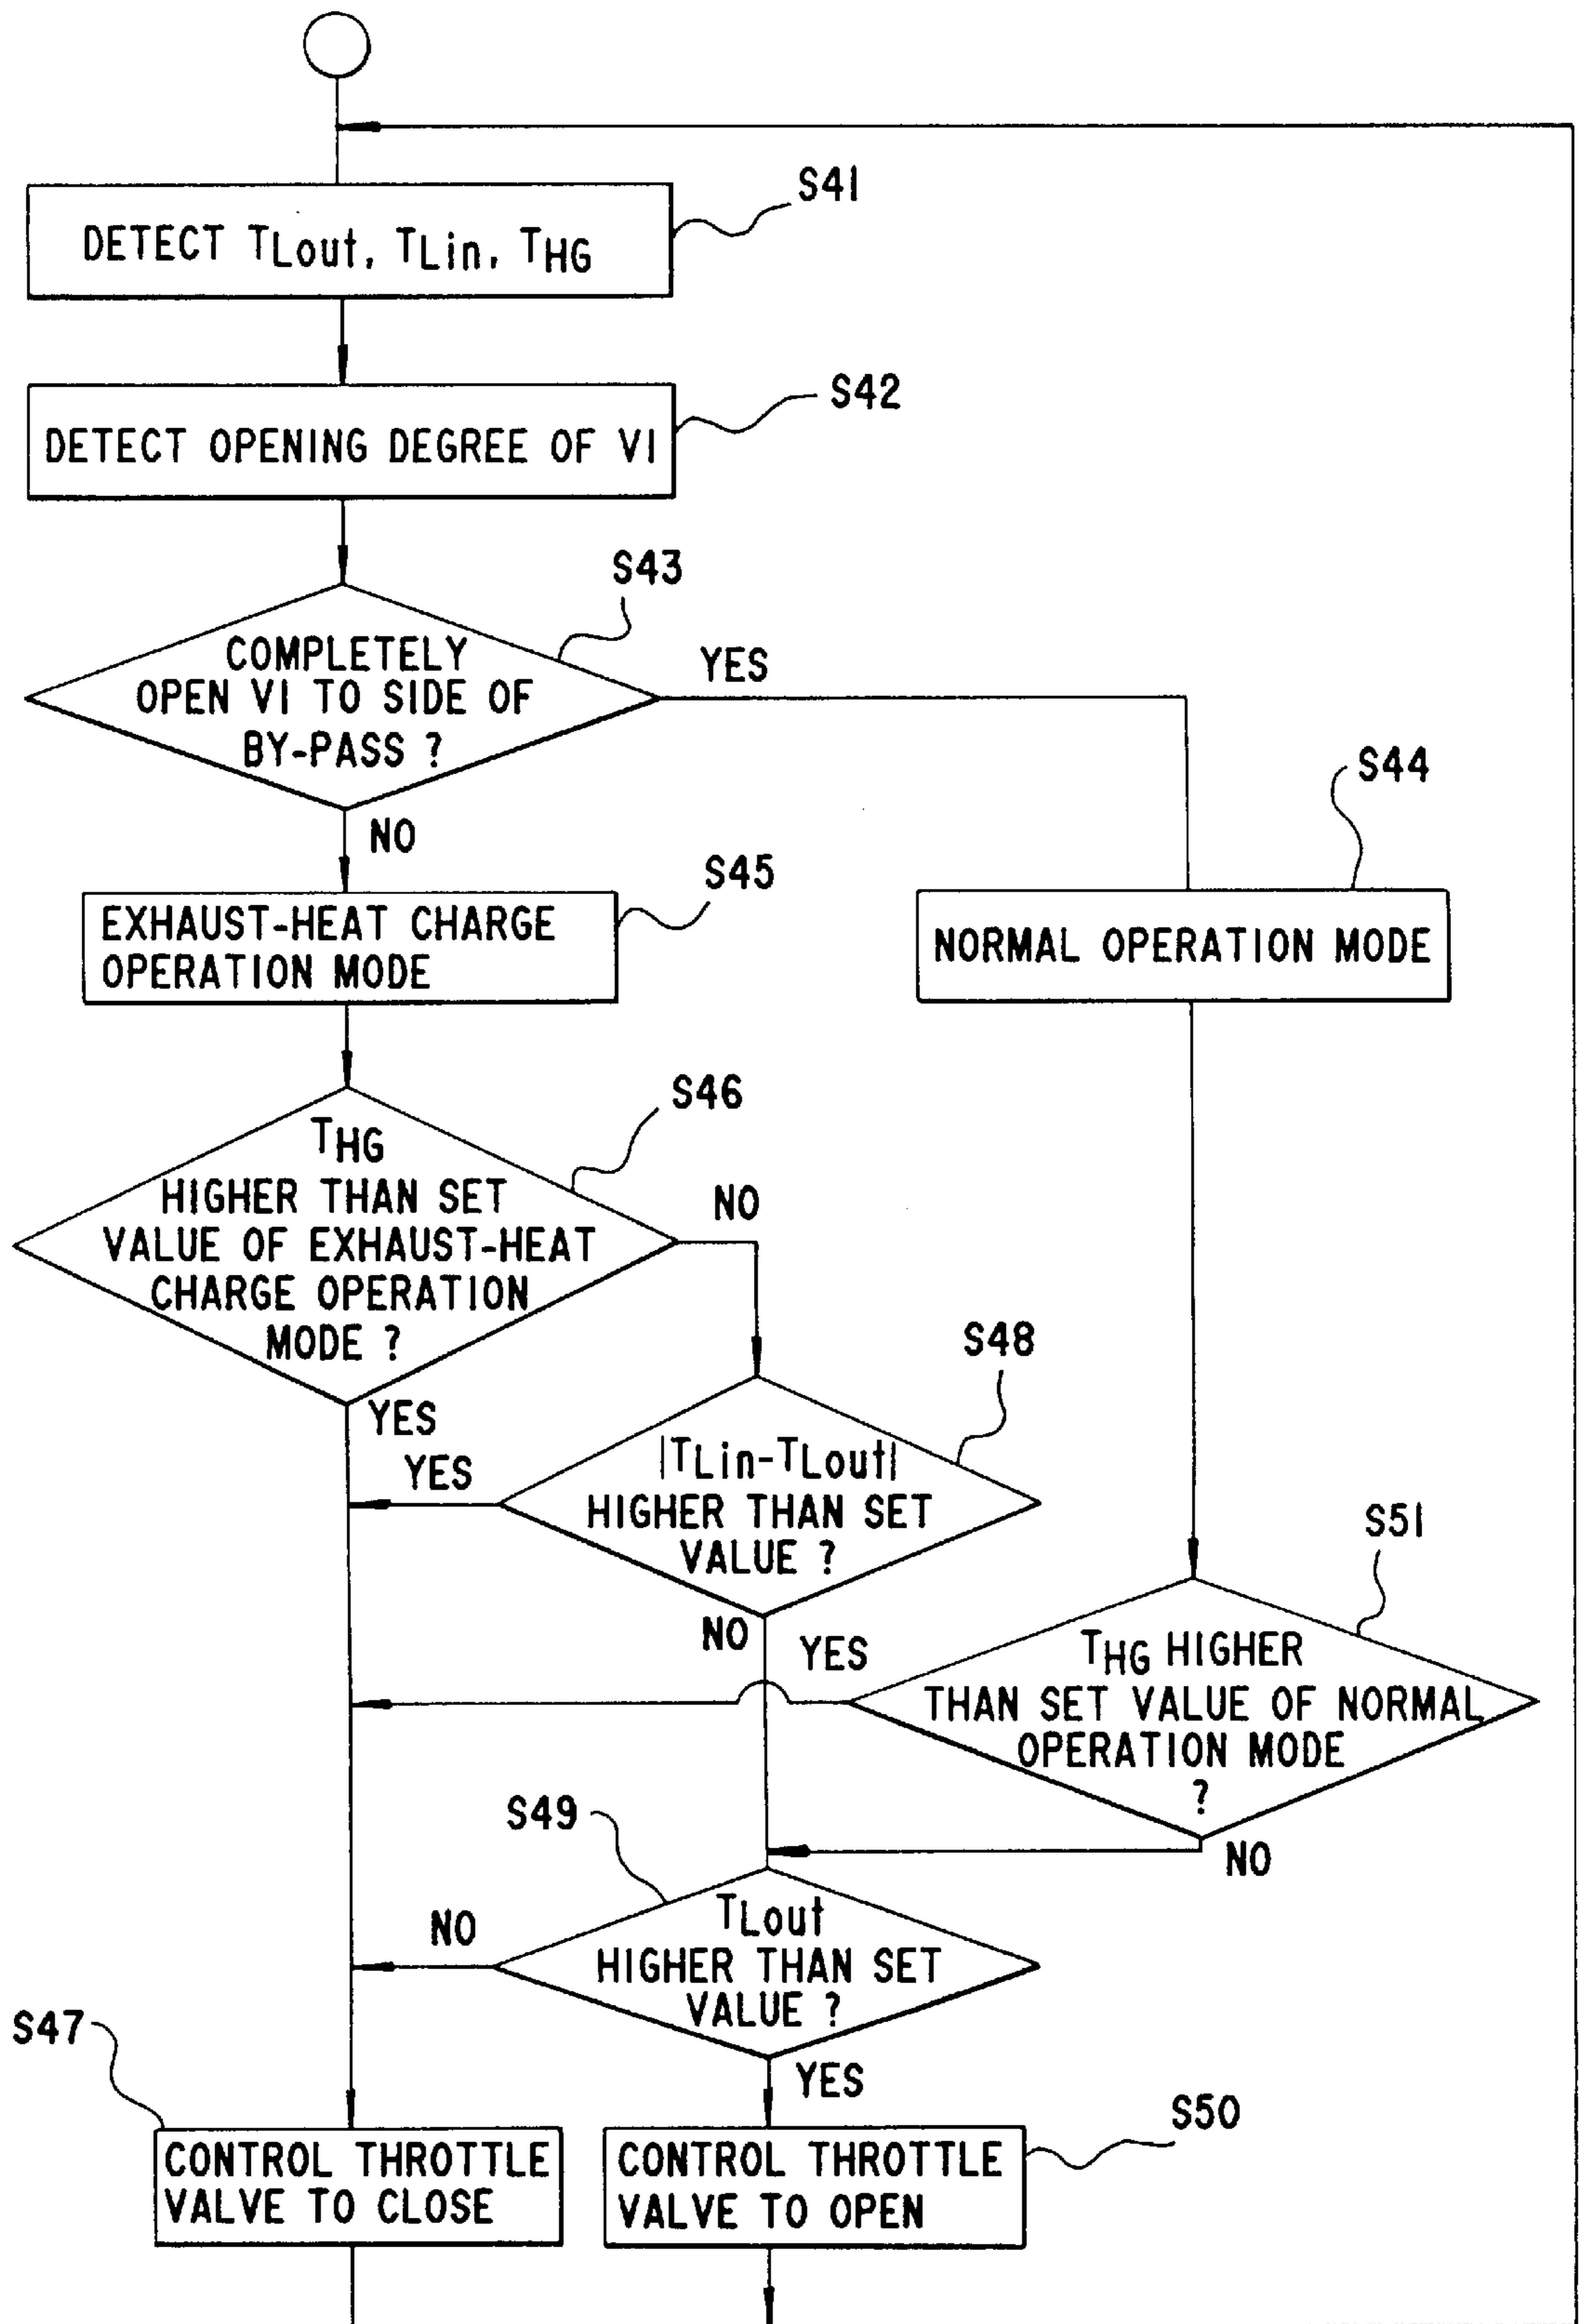 S41
DETECT TLout, TLin, THG
S42
DETECT OPENING DEGREE OF V1
S43
COMPLETELY
OPEN V1 TO SIDE OF
BY-PASS ?
YES
NO
S44
NORMAL OPERATION MODE
S45
EXHAUST-HEAT CHARGE
OPERATION MODE
S46
THG
HIGHER THAN SET
VALUE OF EXHAUST-HEAT
CHARGE OPERATION
MODE ?
NO
YES
S48
|TLin-TLout|
HIGHER THAN SET
VALUE ?
YES
NO
S51
THG HIGHER
THAN SET VALUE OF NORMAL
OPERATION MODE
?
YES
NO
S49
TLout
HIGHER THAN SET
VALUE ?
NO
YES
S47
CONTROL THROTTLE
VALVE TO CLOSE
S50
CONTROL THROTTLE
VALVE TO OPEN